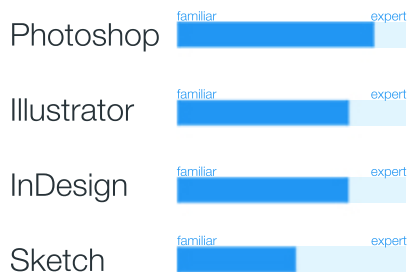 familiar expert
Photoshop
familiar expert
Illustrator
familiar expert
InDesign
familiar expert
Sketch